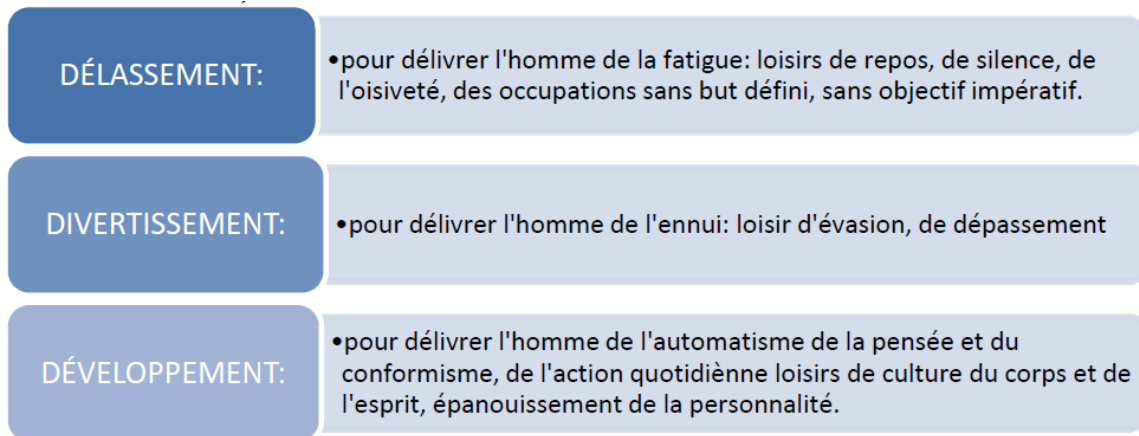 DÉLASSEMENT:
•pour délivrer l'homme de la fatigue: loisirs de repos, de silence, de
l'oisiveté, des occupations sans but défini, sans objectif impératif.
DIVERTISSEMENT:
•pour délivrer l'homme de l'ennui: loisir d'évasion, de dépassement
DÉVELOPPEMENT:
•pour délivrer l'homme de l'automatisme de la pensée et du
conformisme, de l'action quotidiènne loisirs de culture du corps et de
l'esprit, épanouissement de la personnalité.